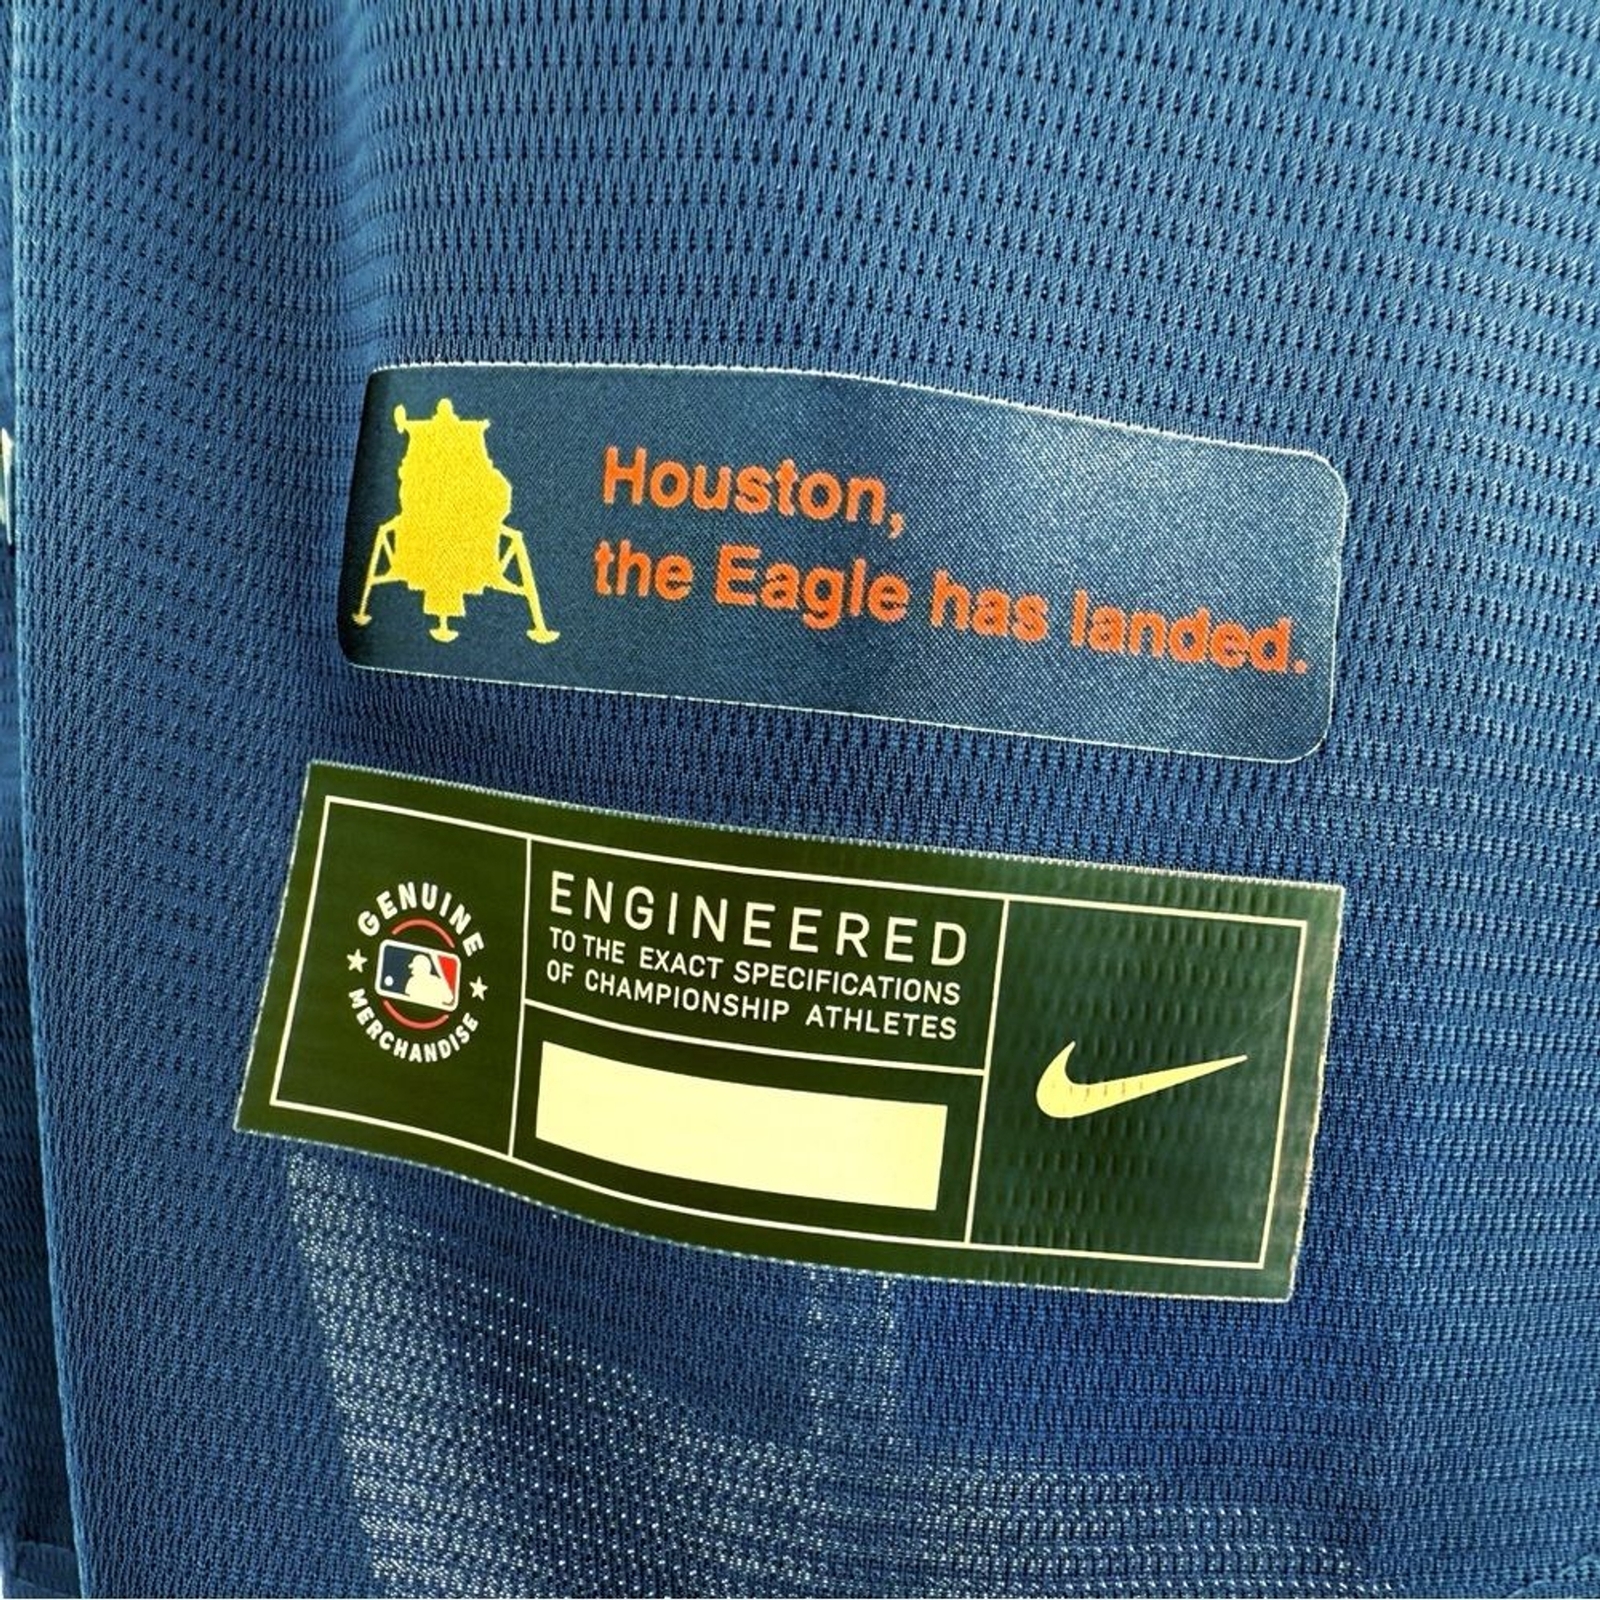 Houston,
the Eagle has landed.
GENUINE
MERCHANDISE
ENGINEERED
TO THE EXACT SPECIFICATIONS
OF CHAMPIONSHIP ATHLETES